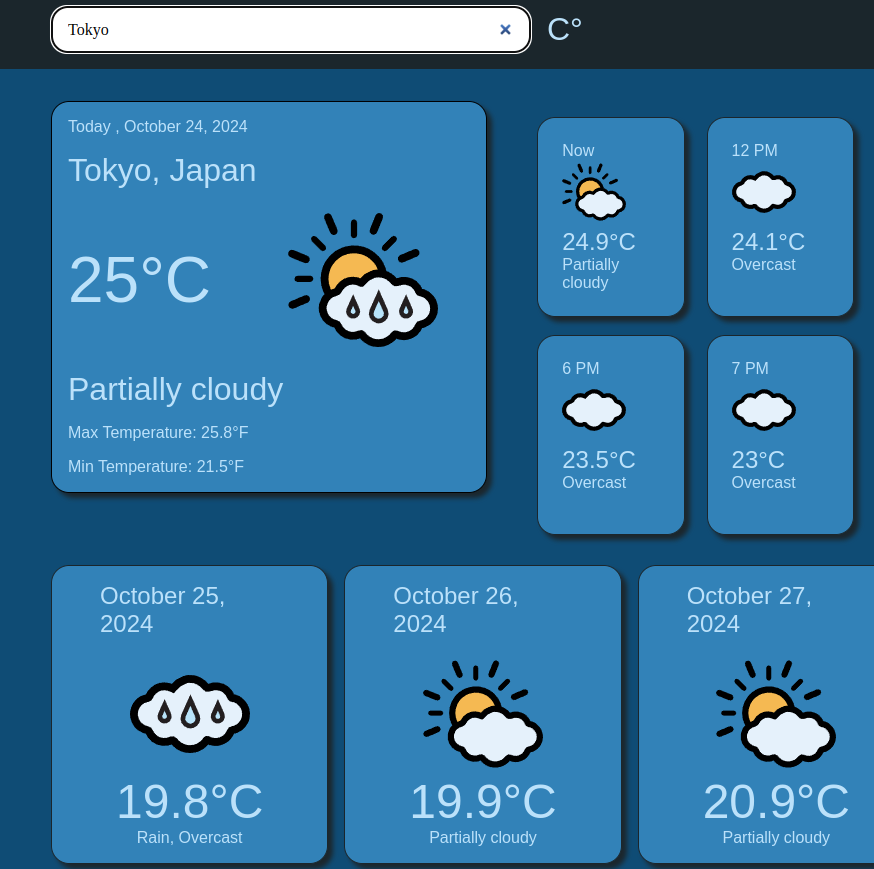 Tokyo
C°
Today , October 24, 2024
Tokyo, Japan
25°C
Partially cloudy
Max Temperature: 25.8°F
Min Temperature: 21.5°F
Now
24.9°C
Partially
cloudy
12 PM
24.1°C
Overcast
6 PM
23.5°C
Overcast
7 PM
23°C
Overcast
October 25,
2024
19.8°C
Rain, Overcast
October 26,
2024
19.9°C
Partially cloudy
October 27,
2024
20.9°C
Partially cloudy